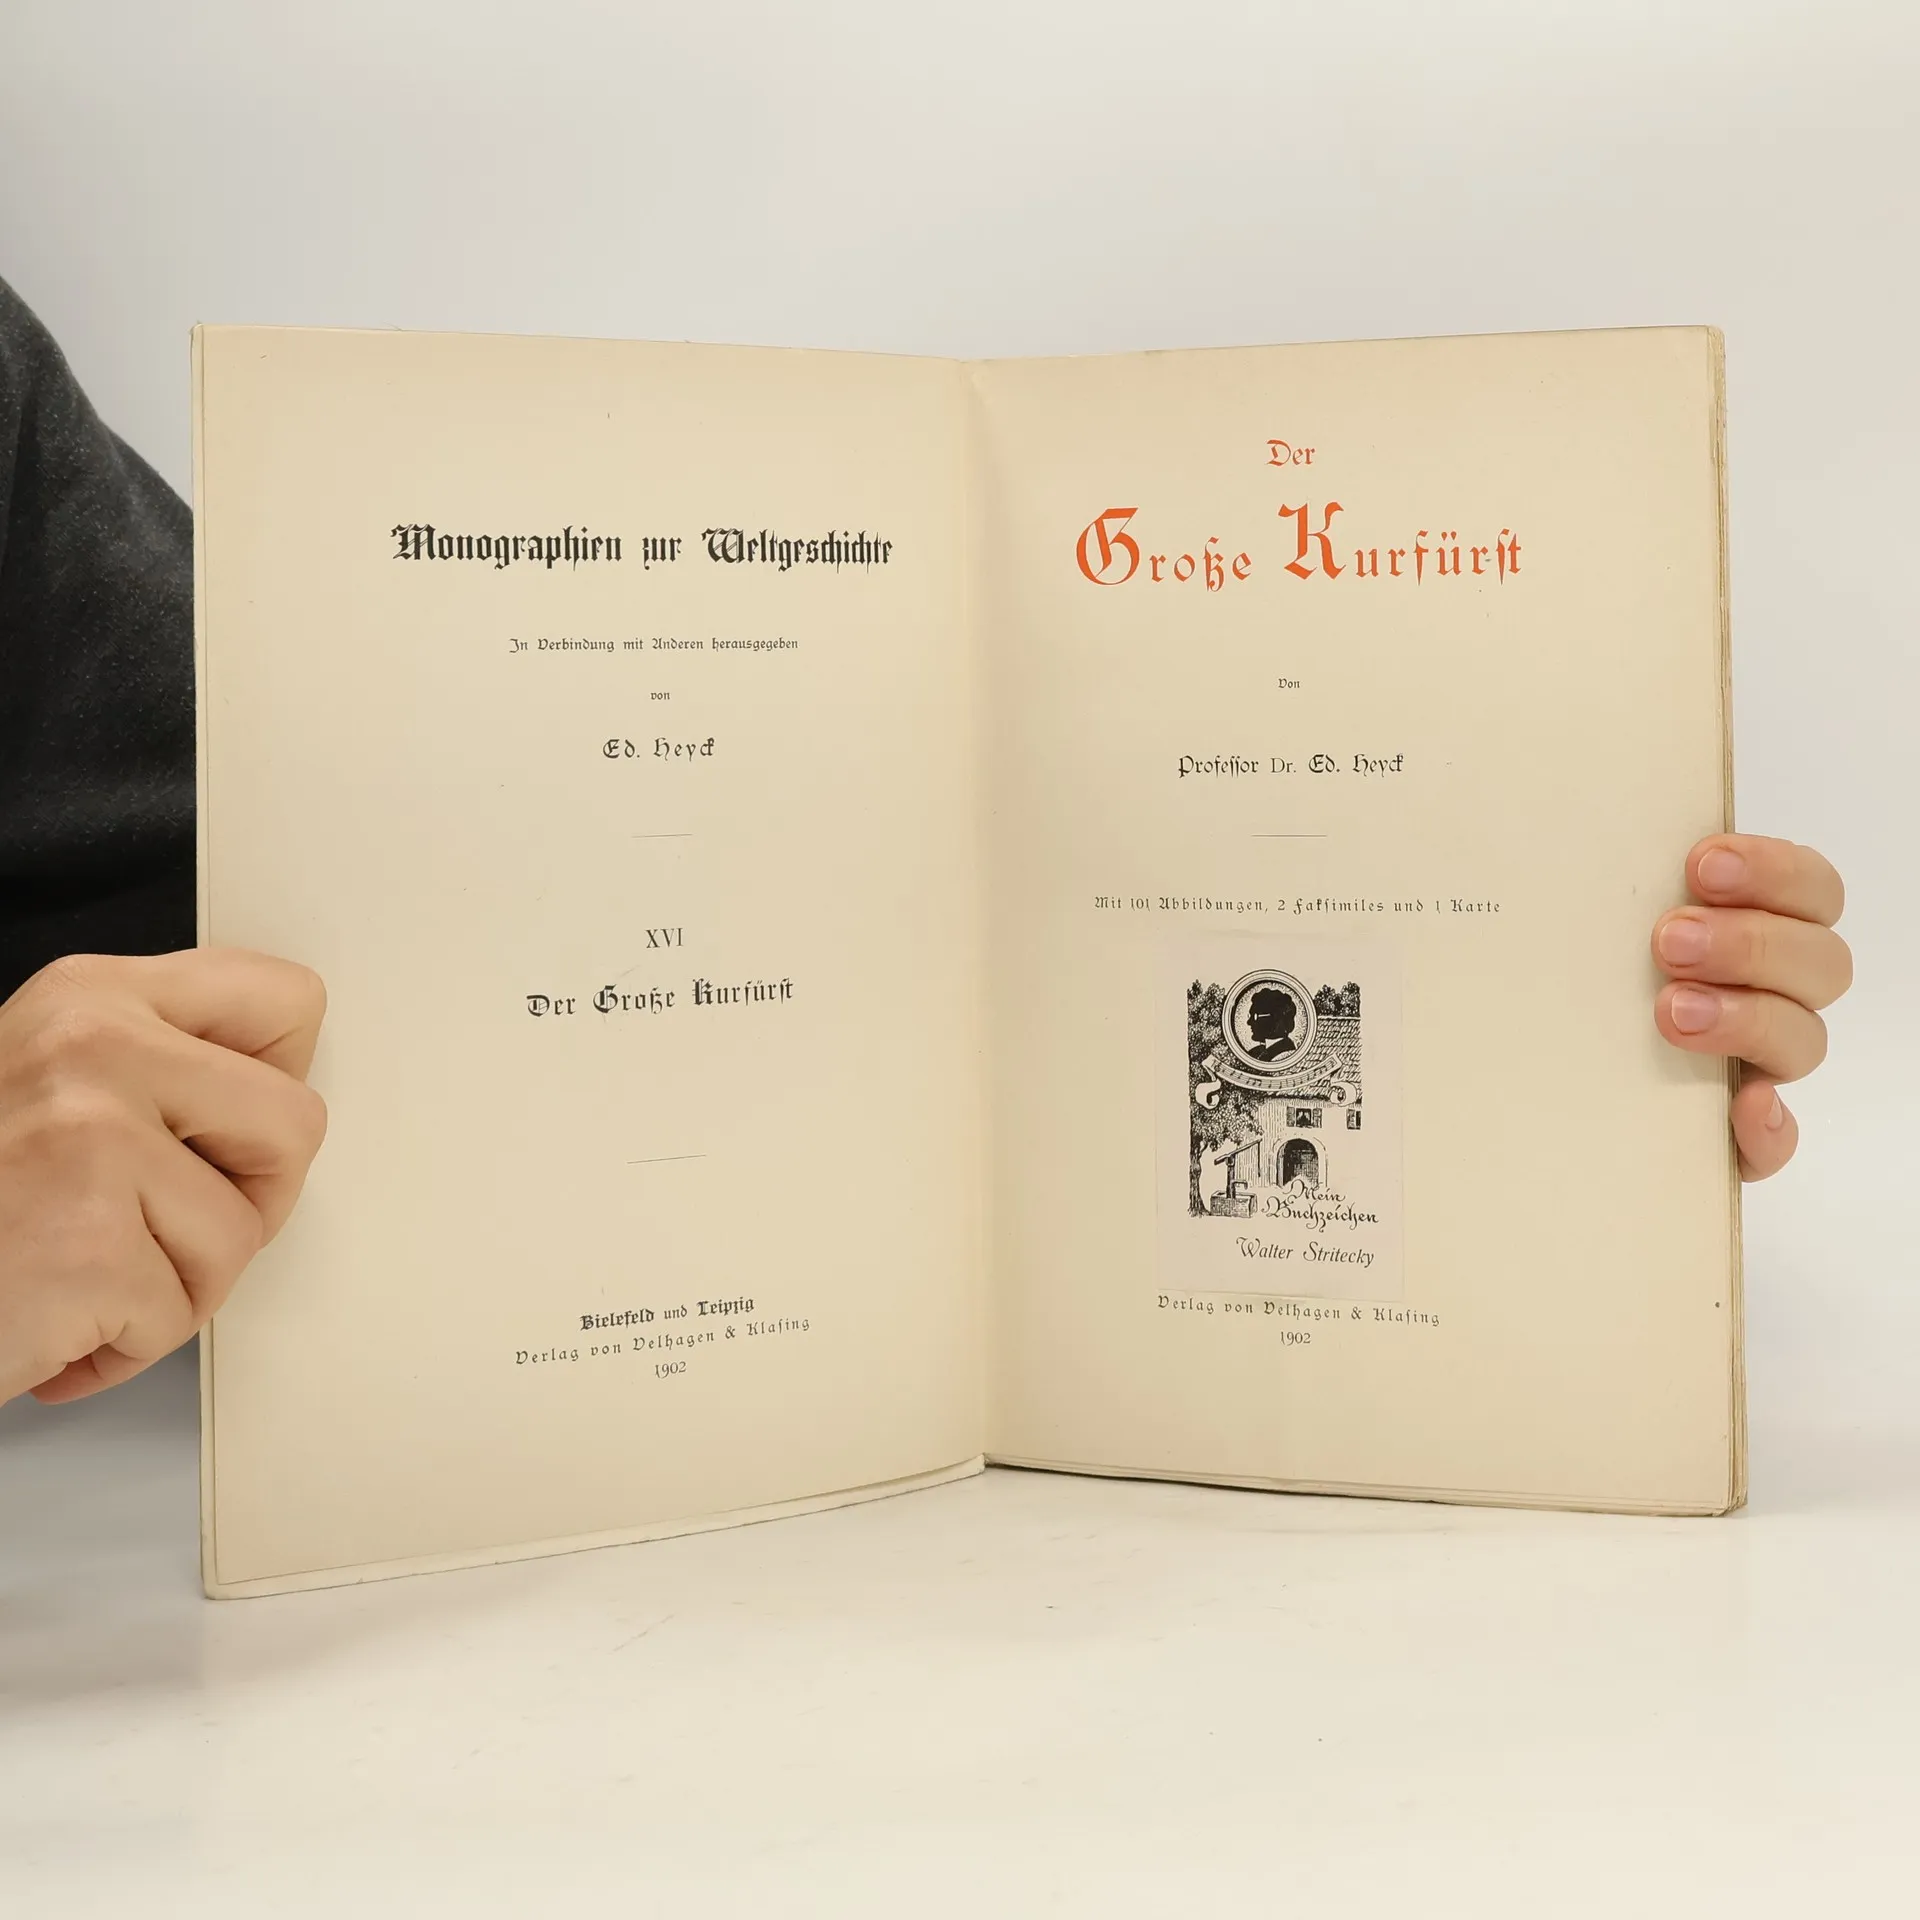 Monographien zur Weltgeschichte
In Verbindung mit Anderen herausgegeben
von
Ed. Heyck
XVI
Der Große Kurfürst
Bielefeld und Leipzig
Verlag von Velhagen & Klasing
1902
Der
Große Kurfürst
Von
Professor Dr. Ed. Heyck
Mit 101 Abbildungen, 2 Faksimiles und 1 Karte
Mein
Buchzeichen
Walter Stritecky
Verlag von Velhagen & Klasing
1902